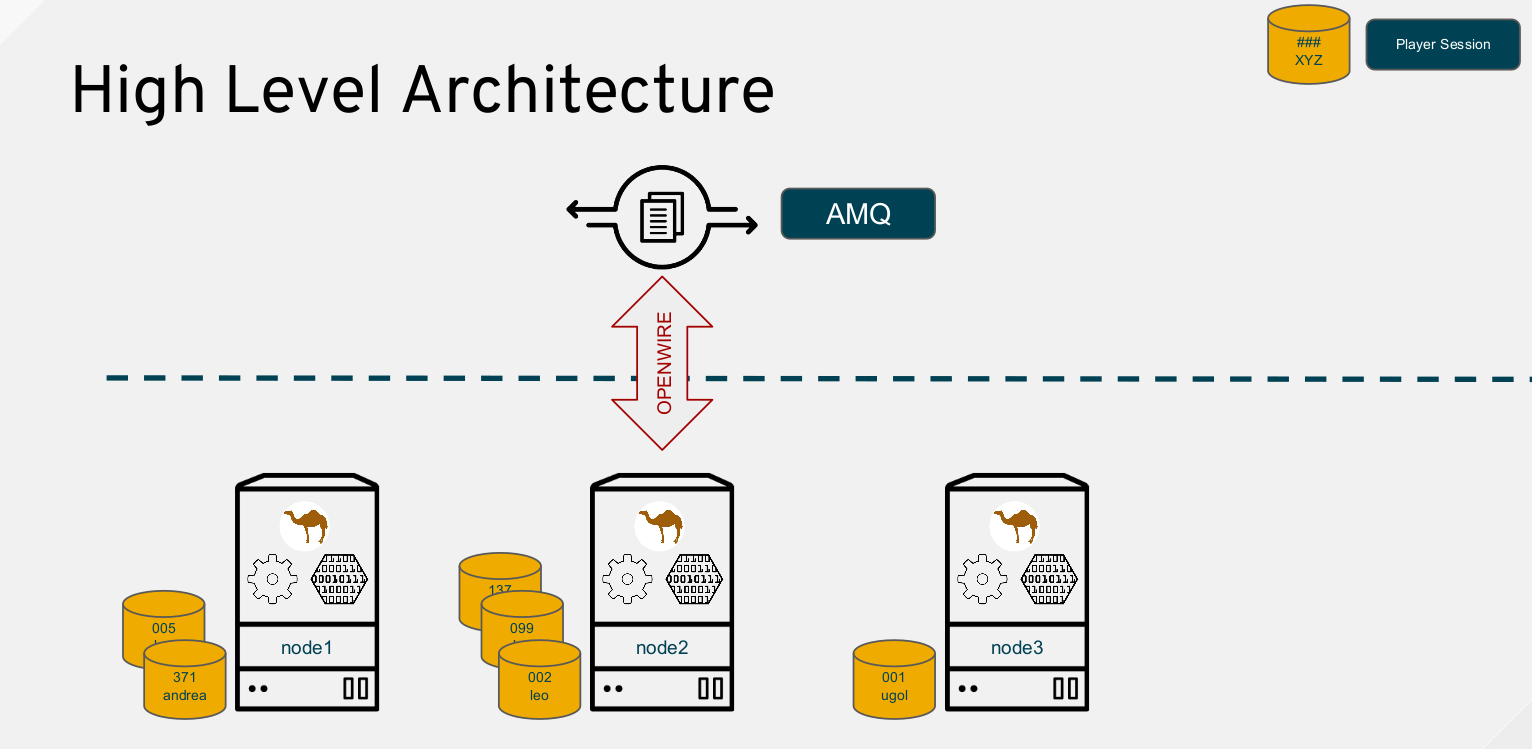 ###
XYZ
Player Session
High Level Architecture
AMQ
OPENWIRE
137
099
002
leo
005
371
andrea
001
ugol
node1
node2
node3